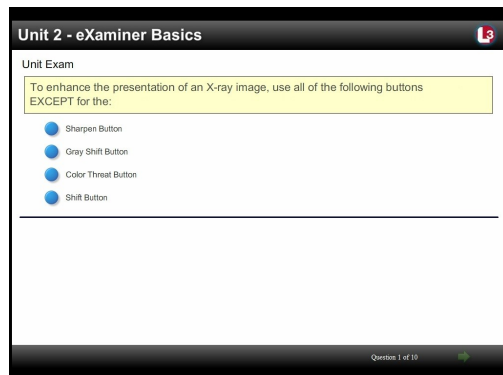 Unit 2 - eXaminer Basics
L3
Unit Exam
To enhance the presentation of an X-ray image, use all of the following buttons
EXCEPT for the:
Sharpen Button
Gray Shift Button
Color Threat Button
Shift Button
Question 1 of 10